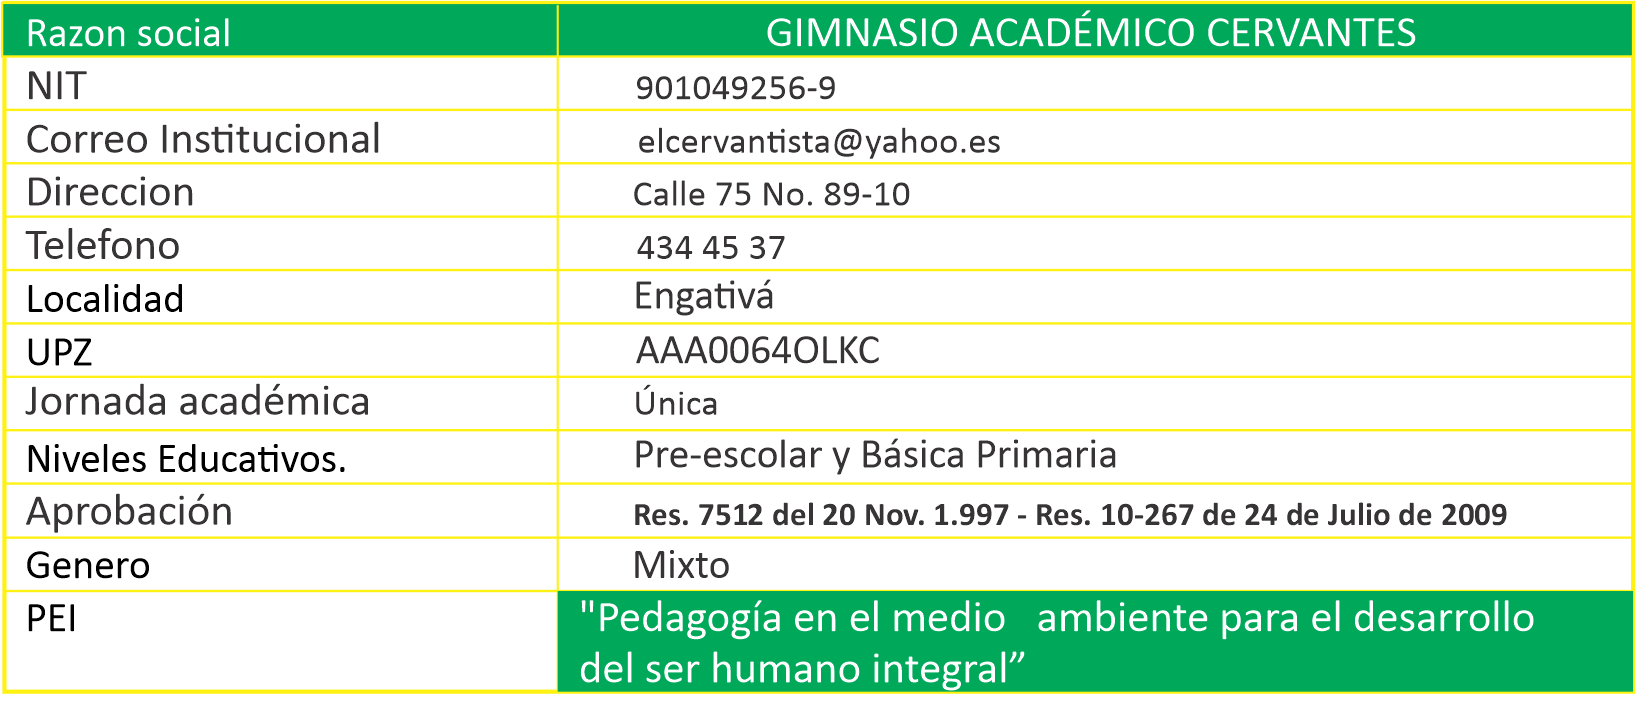 Razon social GIMNASIO ACADÉMICO CERVANTES
NIT 901049256-9
Correo Institucional elcervantista@yahoo.es
Direccion Calle 75 No. 89-10
Telefono 434 45 37
Localidad Engativá
UPZ AAA0064OLKC
Jornada académica Única
Niveles Educativos. Pre-escolar y Básica Primaria
Aprobación Res. 7512 del 20 Nov. 1.997 - Res. 10-267 de 24 de Julio de 2009
Genero Mixto
PEI "Pedagogía en el medio ambiente para el desarrollo
del ser humano integral”